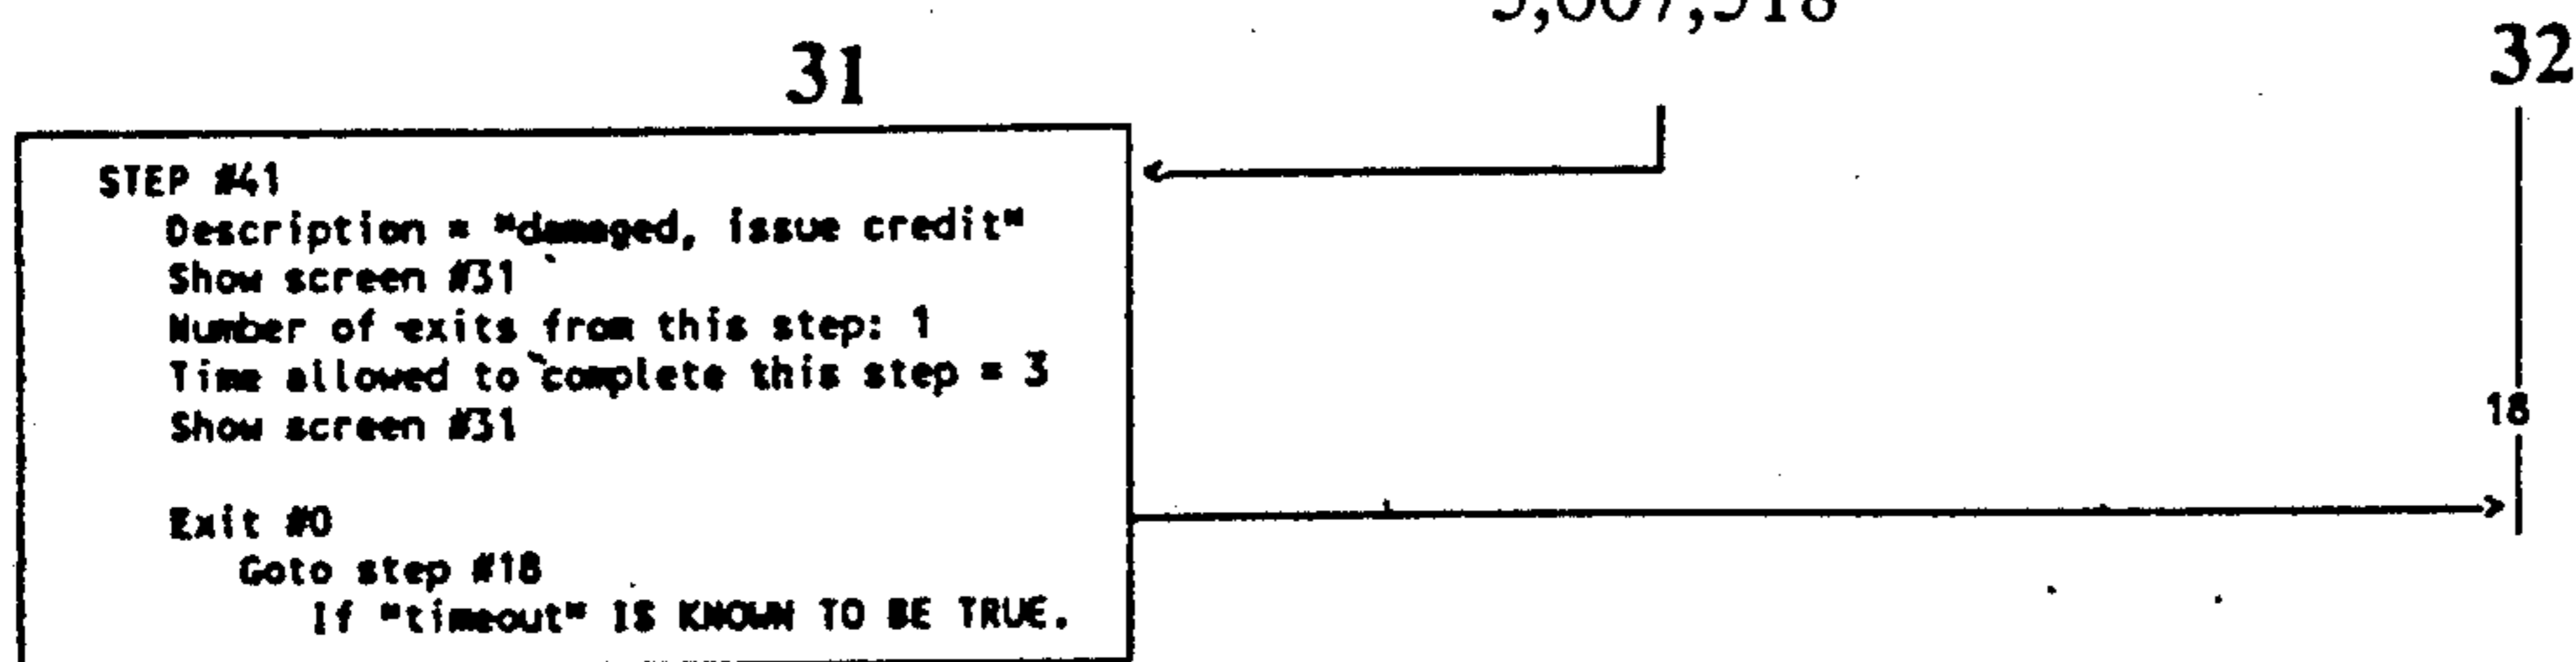 31
32
STEP #41
Description = "damaged, issue credit"
Show screen #31
Number of exits from this step: 1
Time allowed to complete this step = 3
Show screen #31
18
Exit #0
Goto step #18
If "timeout" IS KNOWN TO BE TRUE.